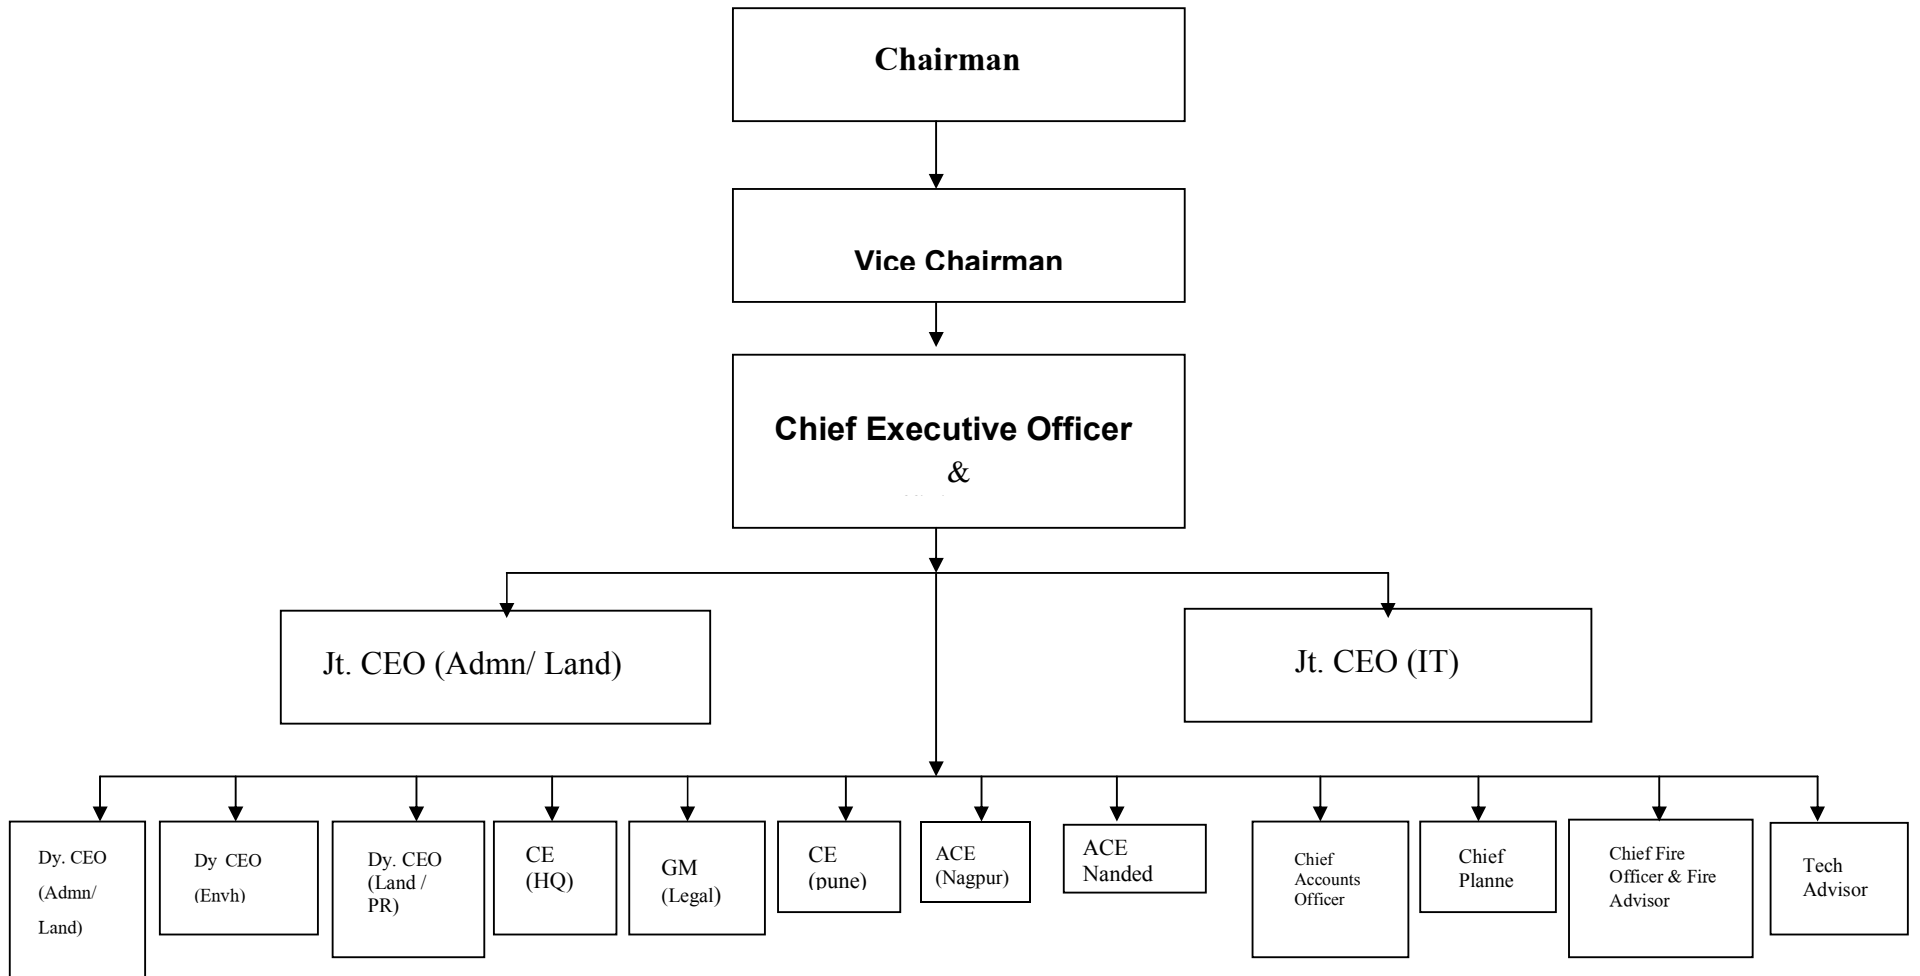 Chairman
Vice Chairman
Chief Executive Officer
&
Jt. CEO (Admn/ Land)
Jt. CEO (IT)
Dy. CEO
(Admn/
Land)
Dy CEO
(Envh)
Dy. CEO
(Land /
PR)
CE
(HQ)
GM
(Legal)
CE
(pune)
ACE
(Nagpur)
ACE
Nanded
Chief
Accounts
Officer
Chief
Planne
Chief Fire
Officer & Fire
Advisor
Tech
Advisor